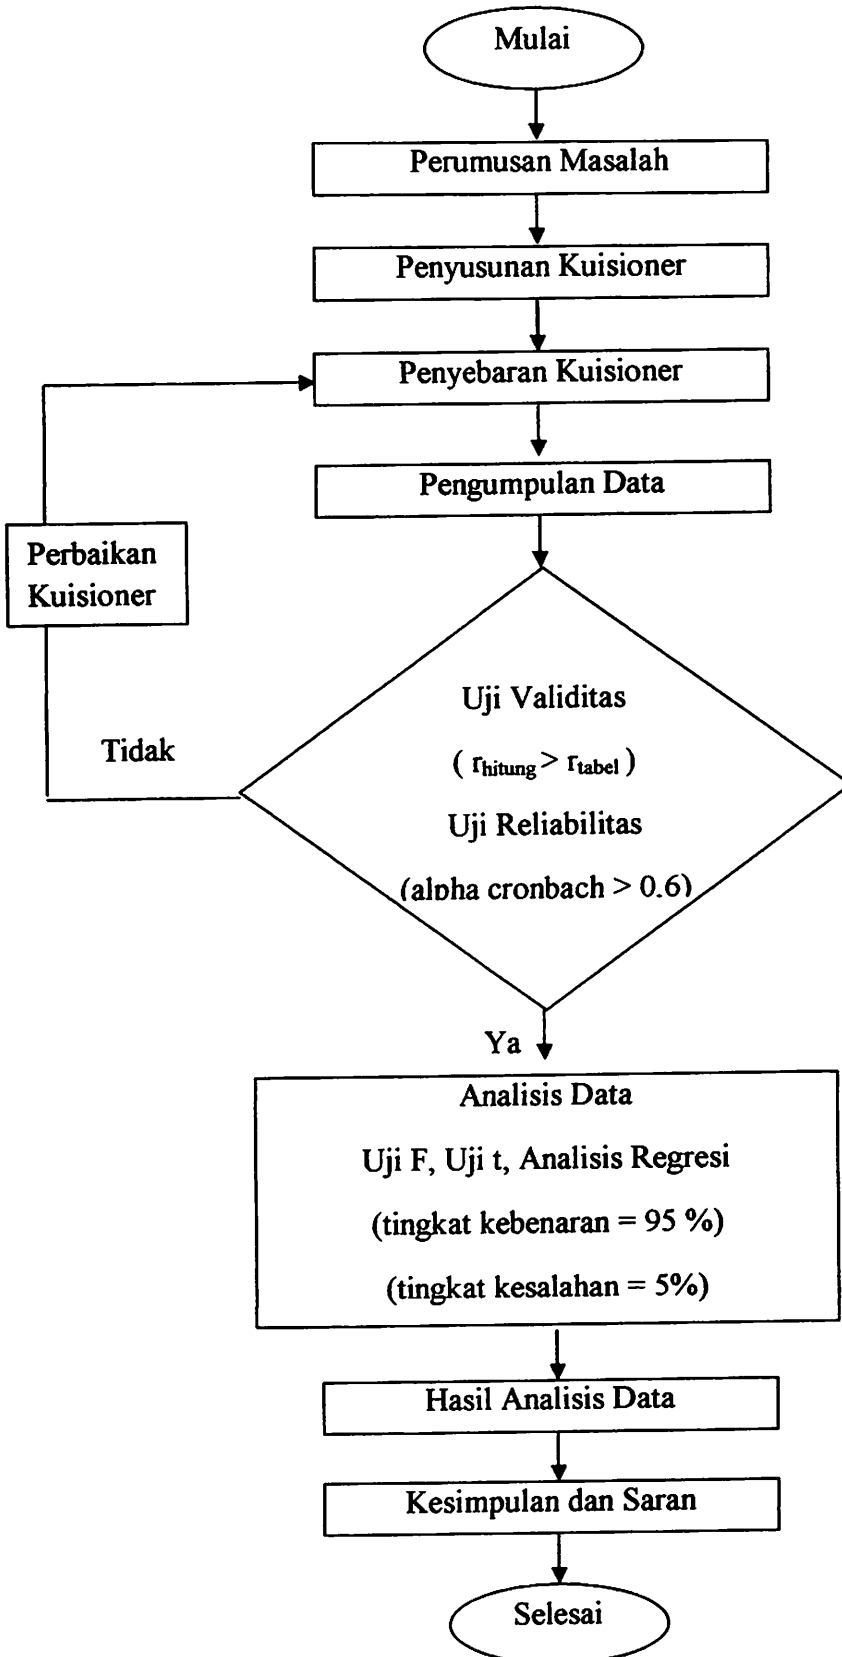 Mulai
Perumusan Masalah
Penyusunan Kuisioner
Penyebaran Kuisioner
Pengumpulan Data
Perbaikan
Kuisioner
Uji Validitas
( rhitung > rtabel )
Uji Reliabilitas
(alpha cronbach > 0.6)
Tidak
Ya
Analisis Data
Uji F, Uji t, Analisis Regresi
(tingkat kebenaran = 95 %)
(tingkat kesalahan = 5%)
Hasil Analisis Data
Kesimpulan dan Saran
Selesai